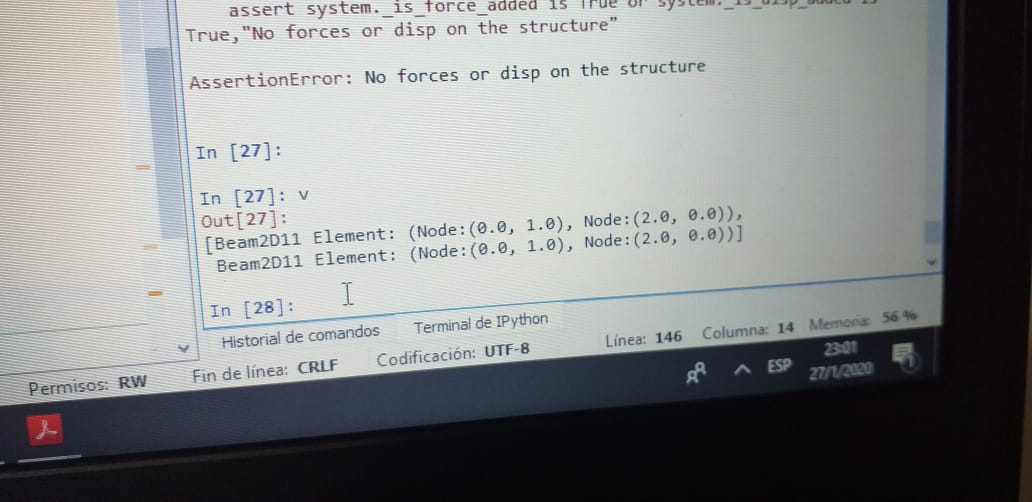 assert system._is_force_added is True or system._is_disp_added is
True,"No forces or disp on the structure"
AssertionError: No forces or disp on the structure
In [27]:
In [27]: v
Out[27]:
[Beam2D11 Element: (Node:(0.0, 1.0), Node:(2.0, 0.0)),
Beam2D11 Element: (Node:(0.0, 1.0), Node:(2.0, 0.0))]
In [28]:
Historial de comandos Terminal de IPython
Permisos: RW Fin de línea: CRLF Codificación: UTF-8 Línea: 146 Columna: 14 Memoria: 56 %
ESP 23:01
27/1/2020